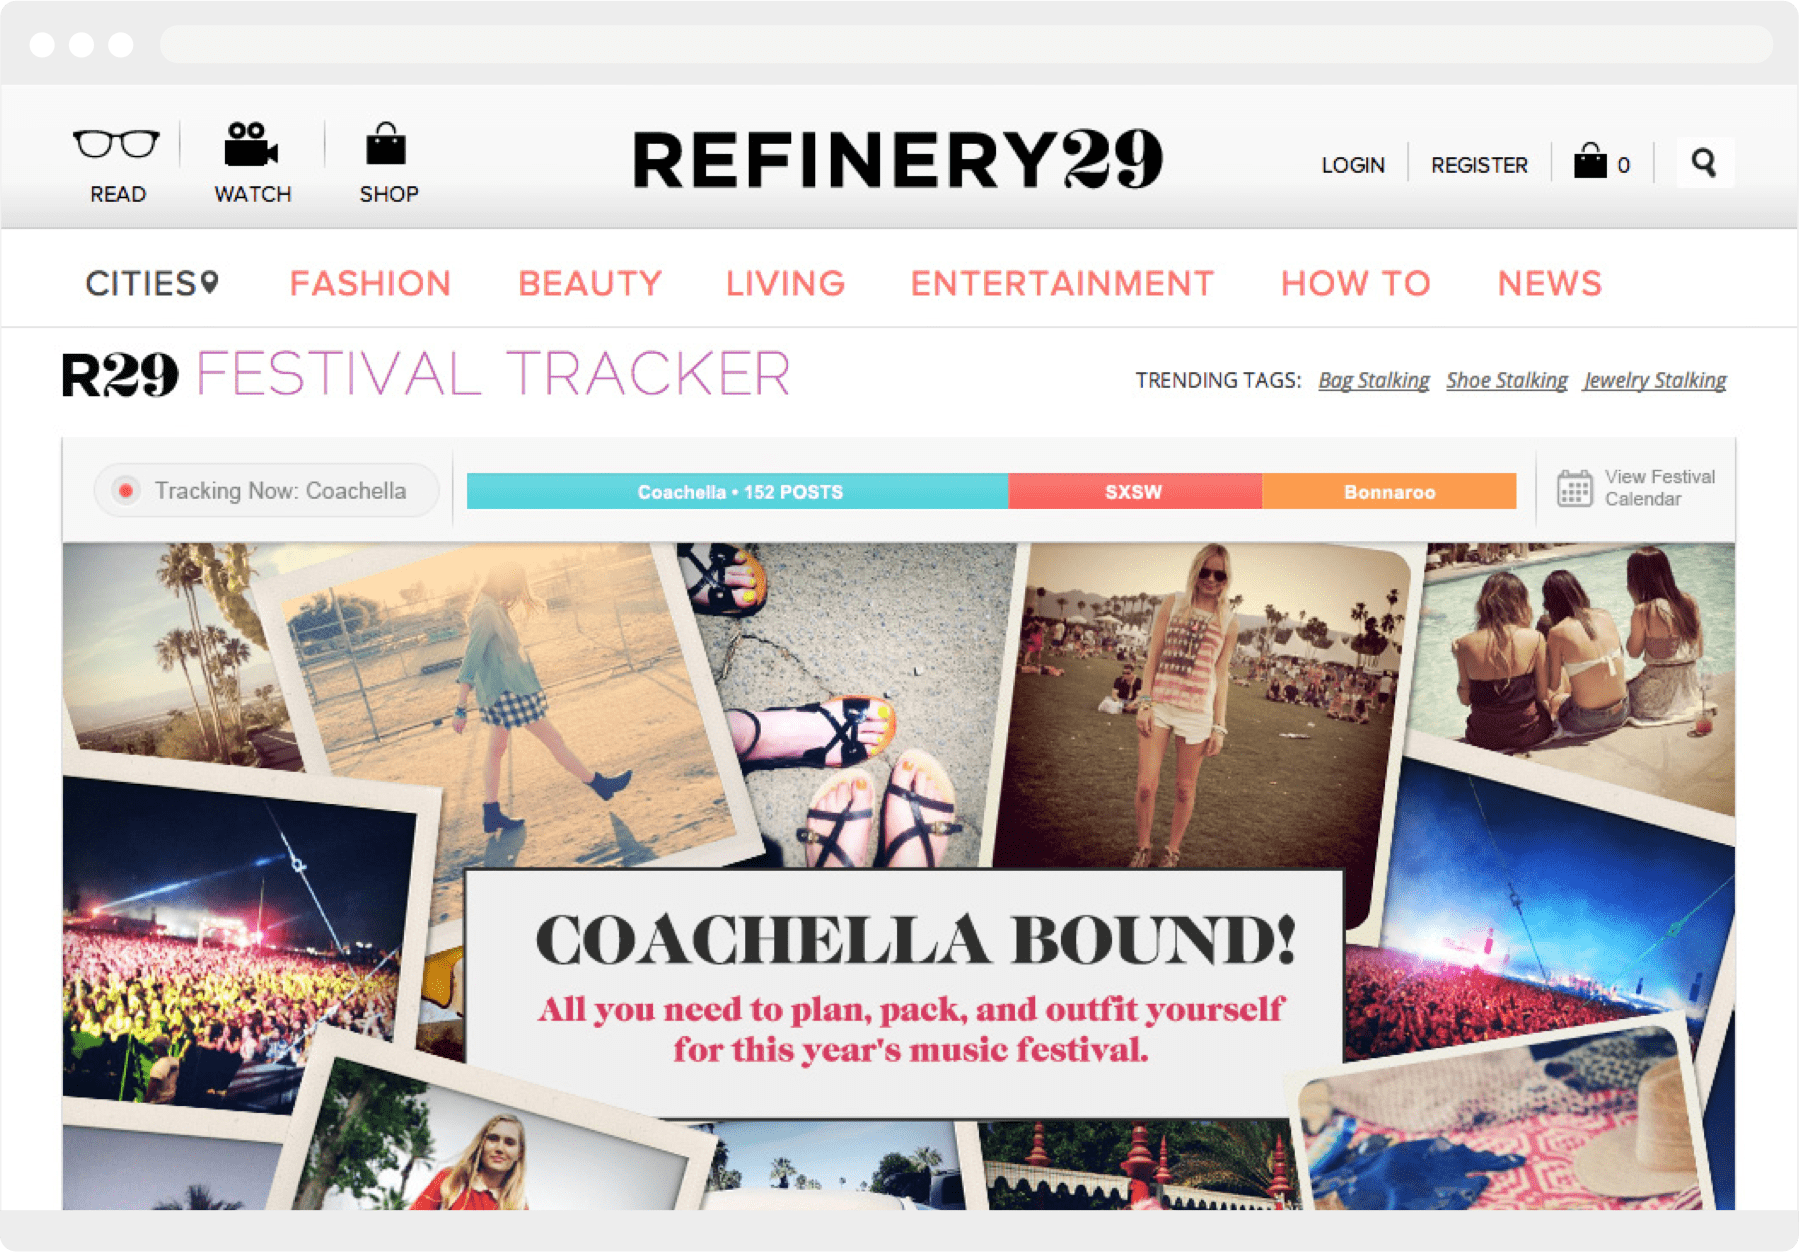 READ
WATCH
SHOP
REFINERY29
LOGIN
REGISTER
0
CITIES
FASHION
BEAUTY
LIVING
ENTERTAINMENT
HOW TO
NEWS
R29 FESTIVAL TRACKER
TRENDING TAGS: Bag Stalking Shoe Stalking Jewelry Stalking
Tracking Now: Coachella
Coachella • 152 POSTS
SXSW
Bonnaroo
View Festival
Calendar
COACHELLA BOUND!
All you need to plan, pack, and outfit yourself
for this year's music festival.